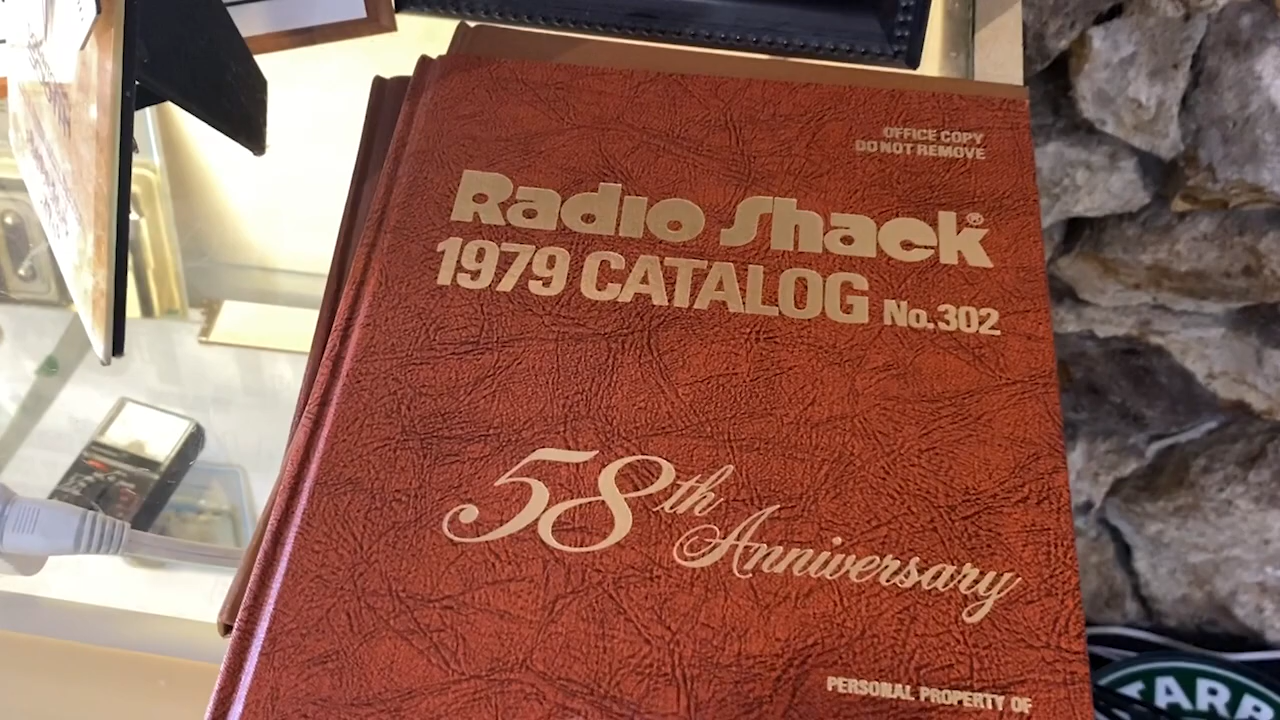 OFFICE COPY
DO NOT REMOVE
Radio Shack®
1979 CATALOG No.302
58th Anniversary
PERSONAL PROPERTY OF